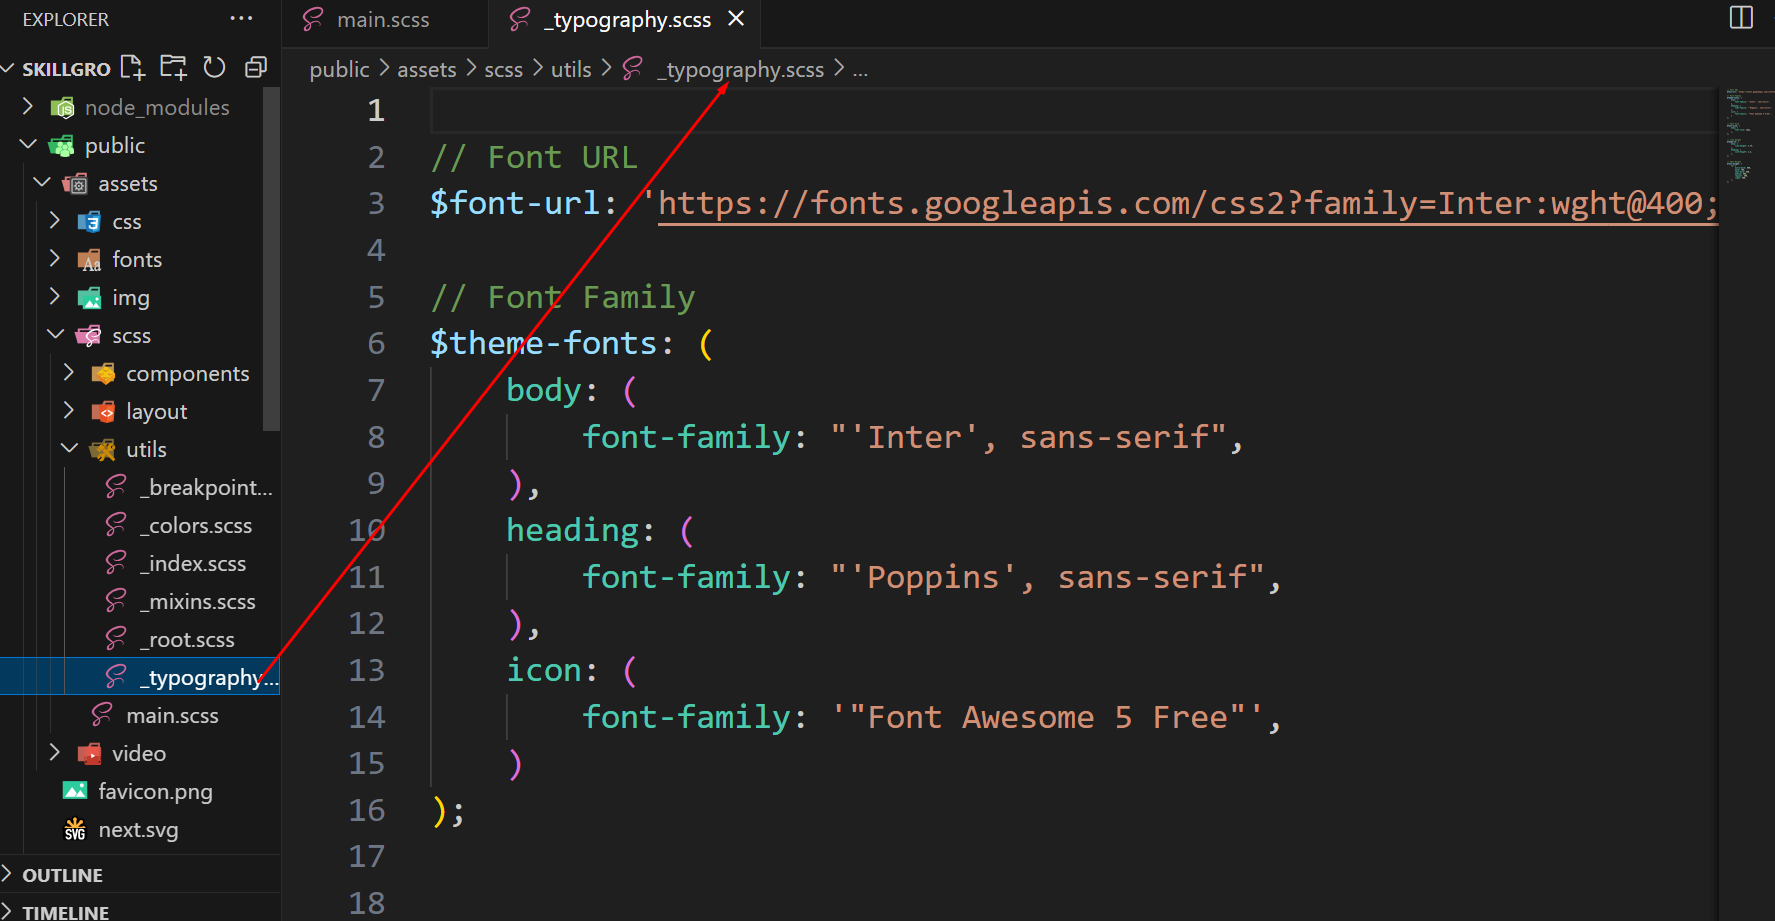 EXPLORER ...
SKILLGRO
node_modules
public
assets
css
fonts
img
scss
components
layout
utils
_breakpoint...
_colors.scss
_index.scss
_mixins.scss
_root.scss
_typography...
main.scss
video
favicon.png
next.svg
OUTLINE
TIMELINE
main.scss _typography.scss
public > assets > scss > utils > _typography.scss > ...
1
2 // Font URL
3 $font-url: 'https://fonts.googleapis.com/css2?family=Inter:wght@400;
4
5 // Font Family
6 $theme-fonts: (
7 body: (
8 font-family: "'Inter', sans-serif",
9 ),
10 heading: (
11 font-family: "'Poppins', sans-serif",
12 ),
13 icon: (
14 font-family: '"Font Awesome 5 Free"',
15 )
16 );
17
18